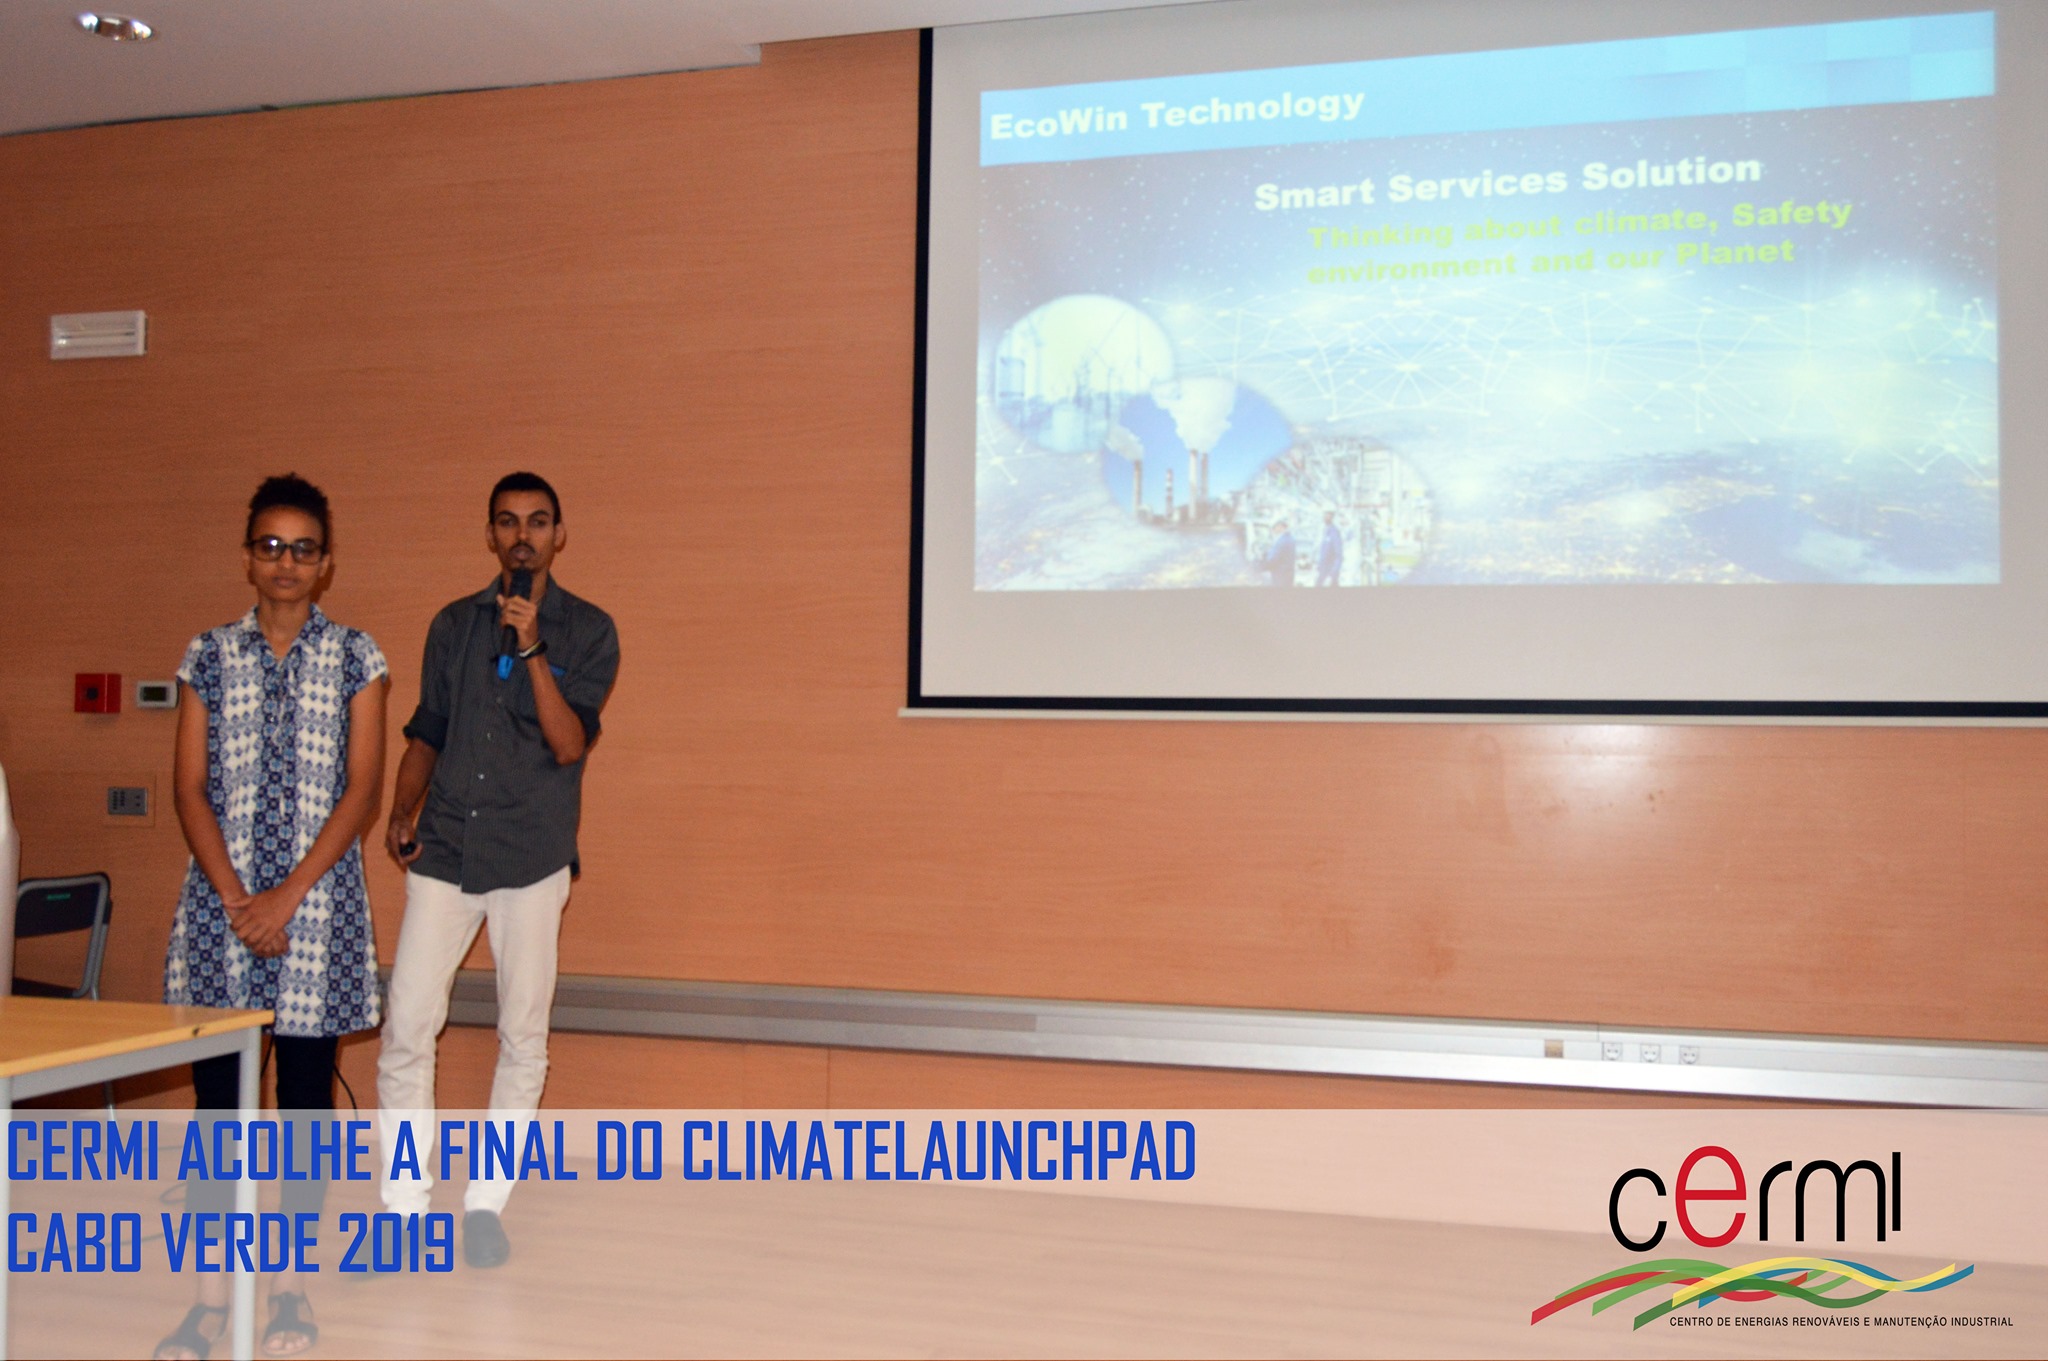 EcoWin Technology
Smart Services Solution
Thinking about climate, Safety
environment and our Planet
CERMI ACOLHE A FINAL DO CLIMATELAUNCHPAD
CABO VERDE 2019
cermi
CENTRO DE ENERGIAS RENOVÁVEIS E MANUTENÇÃO INDUSTRIAL